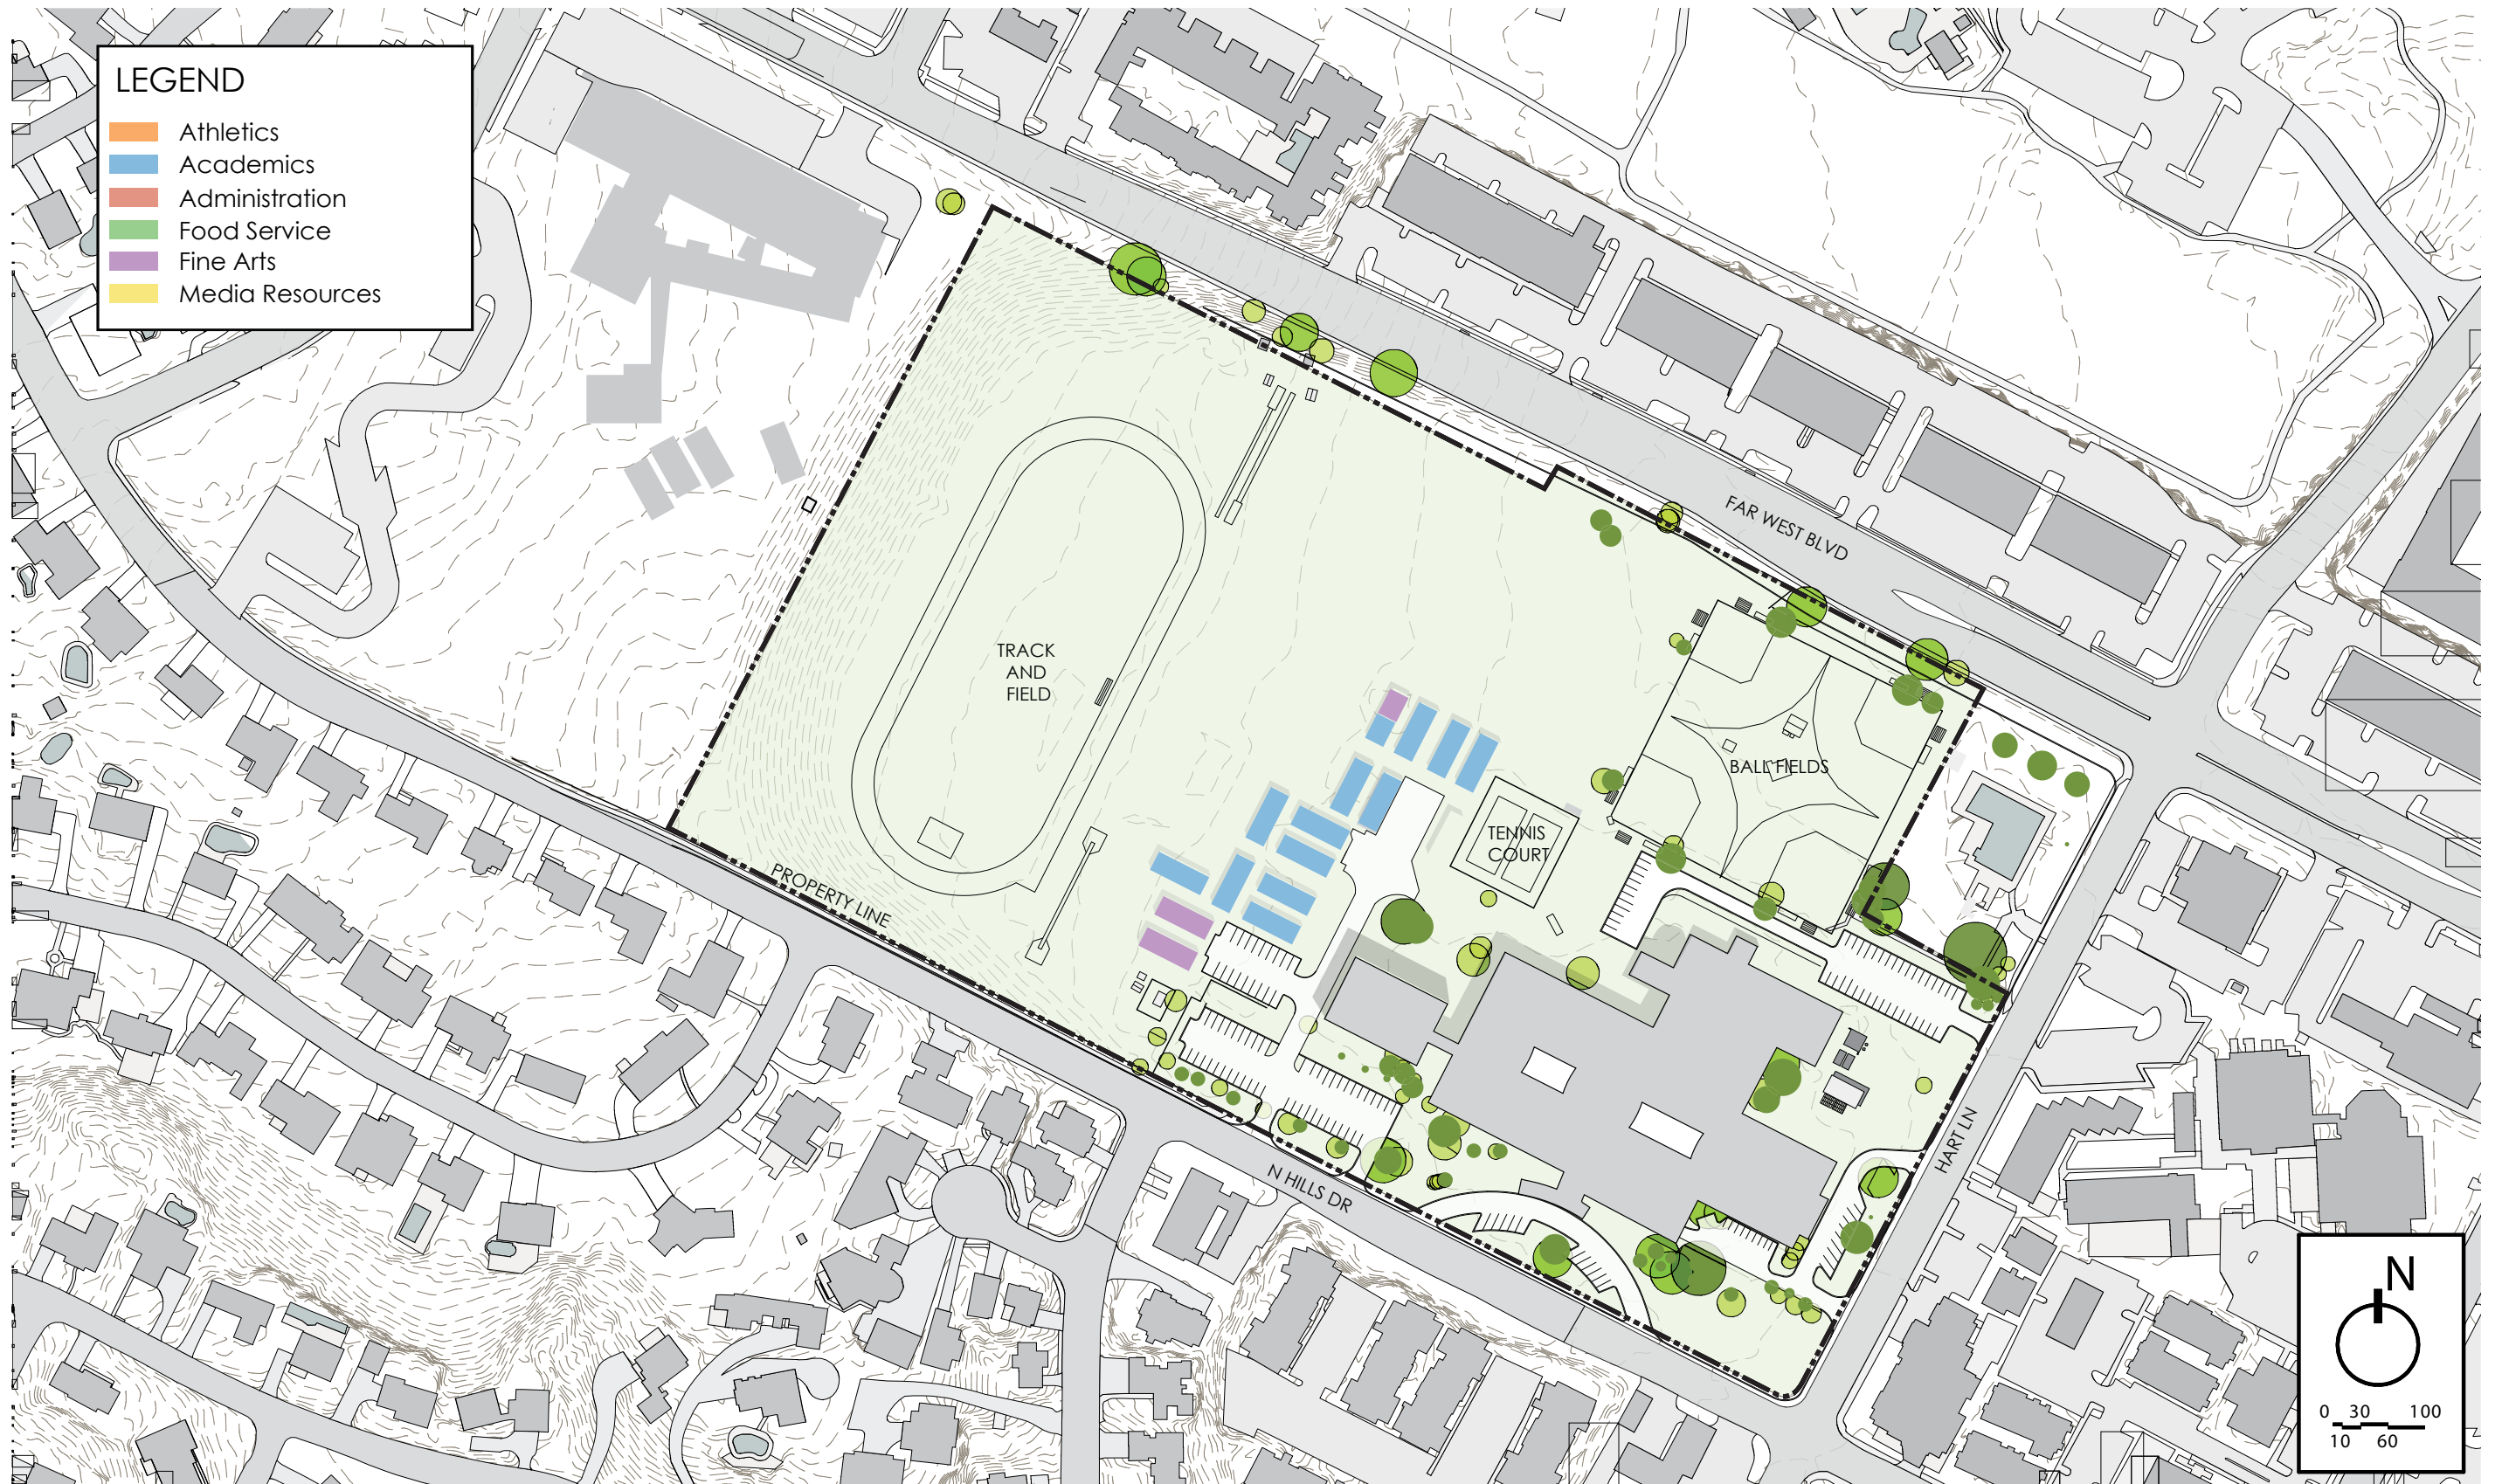 LEGEND
Athletics
Academics
Administration
Food Service
Fine Arts
Media Resources
FAR WEST BLVD
TRACK
AND
FIELD
BALL FIELDS
TENNIS
COURT
PROPERTY LINE
HART LN
N HILLS DR
N
0 30 100
10 60